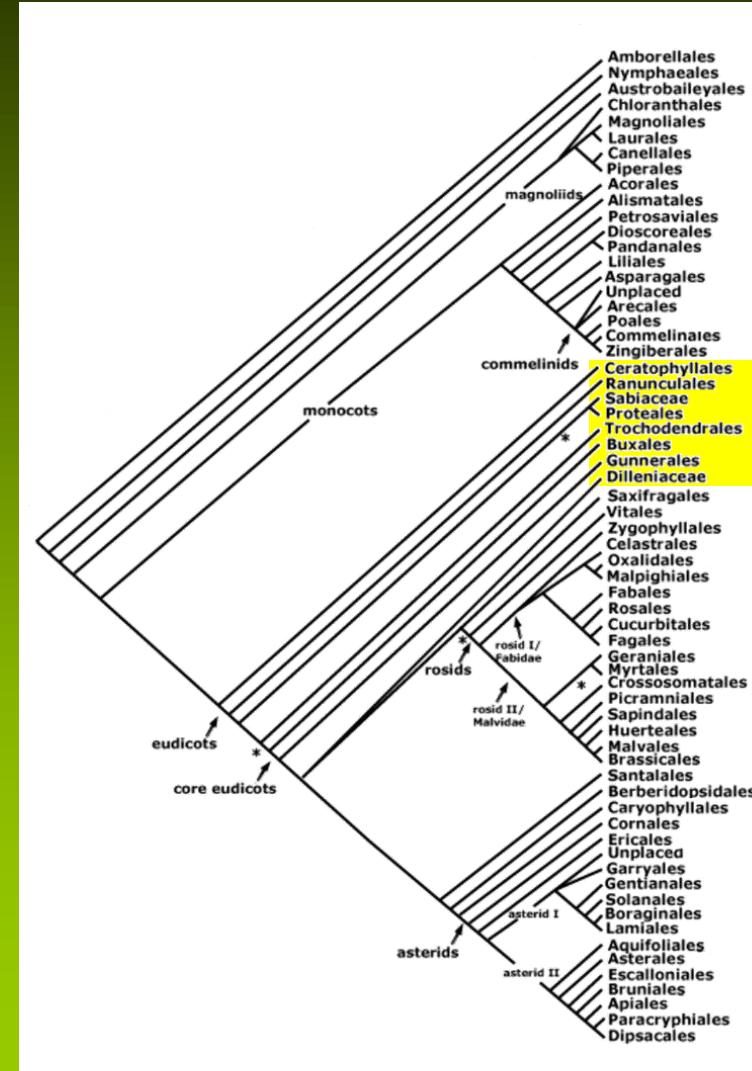 Amborellales
Nymphaeales
Austrobaileyales
Chloranthales
Magnoliales
Laurales
Canellales
Piperales
magnoliids
Acorales
Alismatales
Petrosaviales
Dioscoreales
Pandanales
Liliales
Asparagales
Unplaced
Arecales
Poales
Commelinales
Zingiberales
commelinids
Ceratophyllales
Ranunculales
Sabiaceae
monocots
Proteales
Trochodendrales
*
Buxales
Gunnerales
Dilleniaceae
Saxifragales
Vitales
Zygophyllales
Celastrales
Oxalidales
Malpighiales
Fabales
Rosales
Cucurbitales
Fagales
*
rosid I/
Fabidae
rosids
Geraniales
Myrtales
*
Crossosomatales
Picramniales
rosid II/
Malvidae
Sapindales
Huerteales
Malvales
Brassicales
eudicots
*
core eudicots
Santalales
Berberidopsidales
Caryophyllales
Cornales
Ericales
Unplaced
Garryales
Gentianales
Solanales
asterid I
Boraginales
Lamiales
asterids
Aquifoliales
Asterales
asterid II
Escalloniales
Bruniales
Apiales
Paracryphiales
Dipsacales